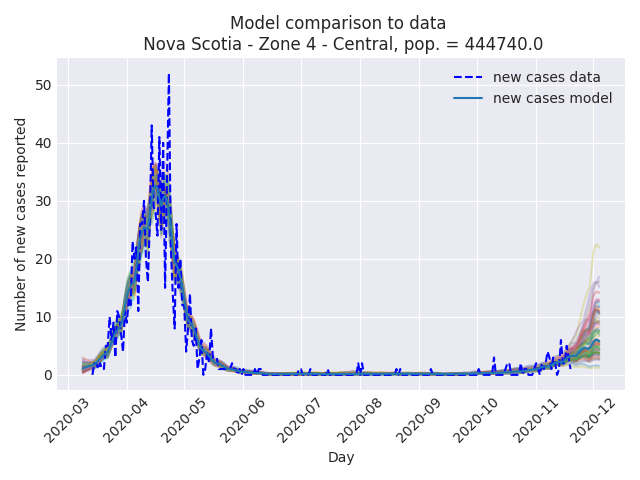 Model comparison to data
Nova Scotia - Zone 4 - Central, pop. = 444740.0
new cases data
new cases model
Number of new cases reported
50
40
30
20
10
0
2020-03
2020-04
2020-05
2020-06
2020-07
2020-08
2020-09
2020-10
2020-11
2020-12
Day